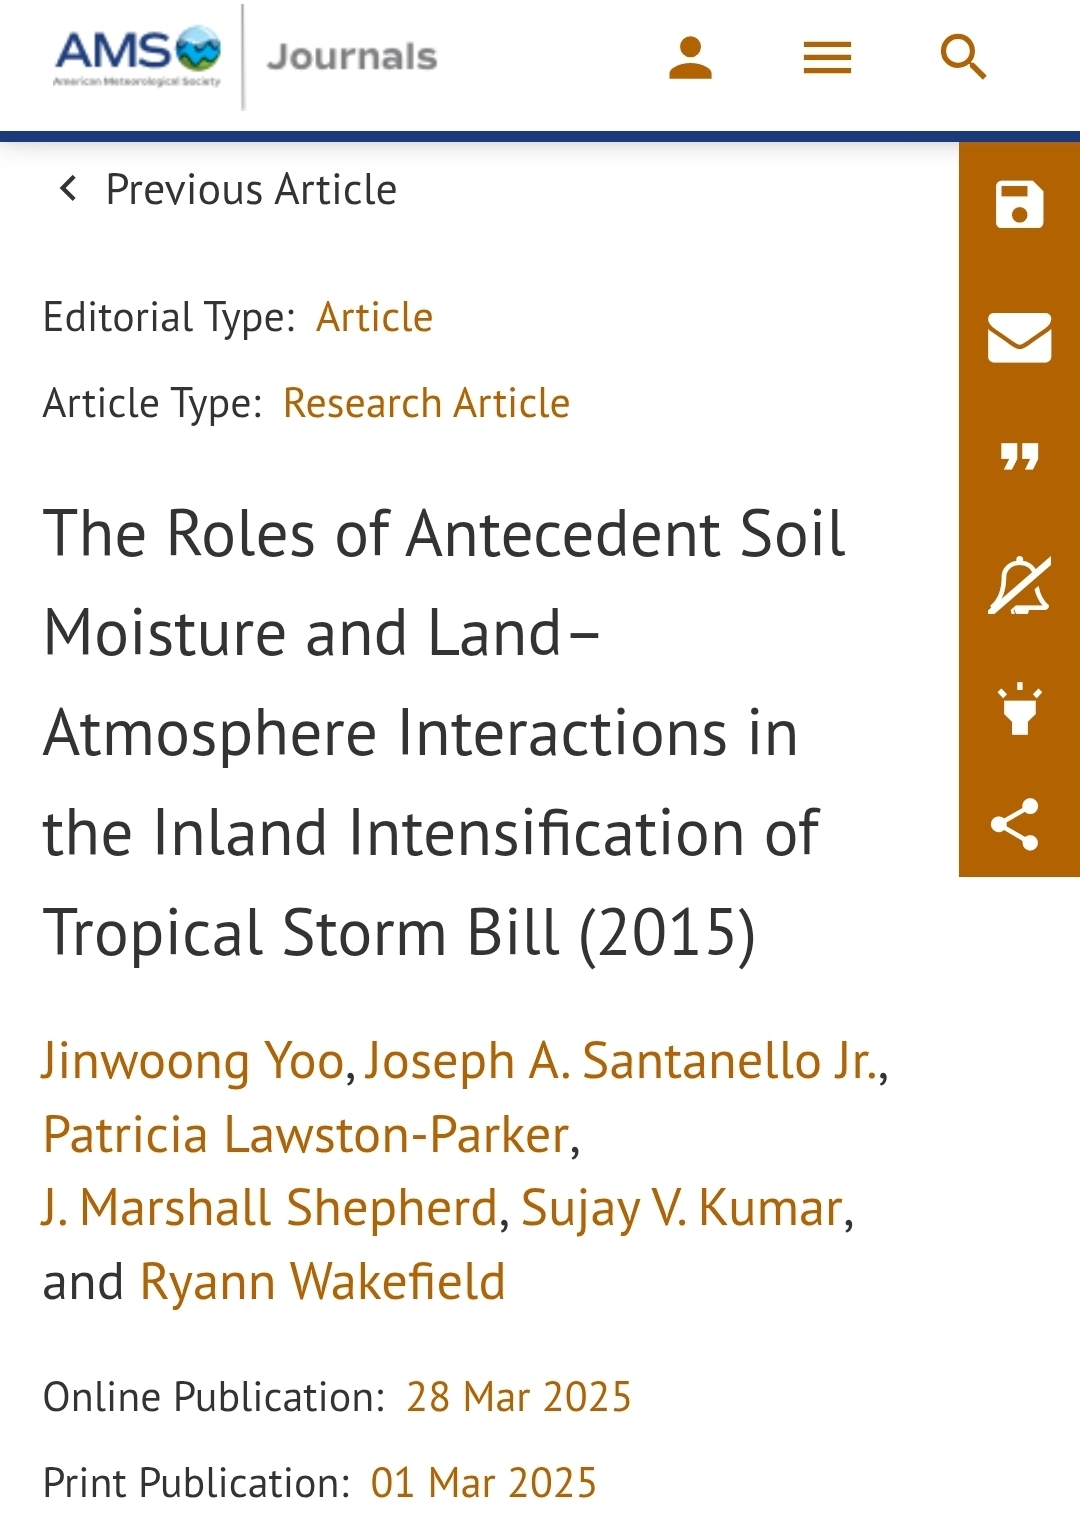 AMS
American Meteorological Society
Journals
Previous Article
Editorial Type: Article
Article Type: Research Article
The Roles of Antecedent Soil
Moisture and Land–
Atmosphere Interactions in
the Inland Intensification of
Tropical Storm Bill (2015)
Jinwoong Yoo, Joseph A. Santanello Jr.,
Patricia Lawston-Parker,
J. Marshall Shepherd, Sujay V. Kumar,
and Ryann Wakefield
Online Publication: 28 Mar 2025
Print Publication: 01 Mar 2025